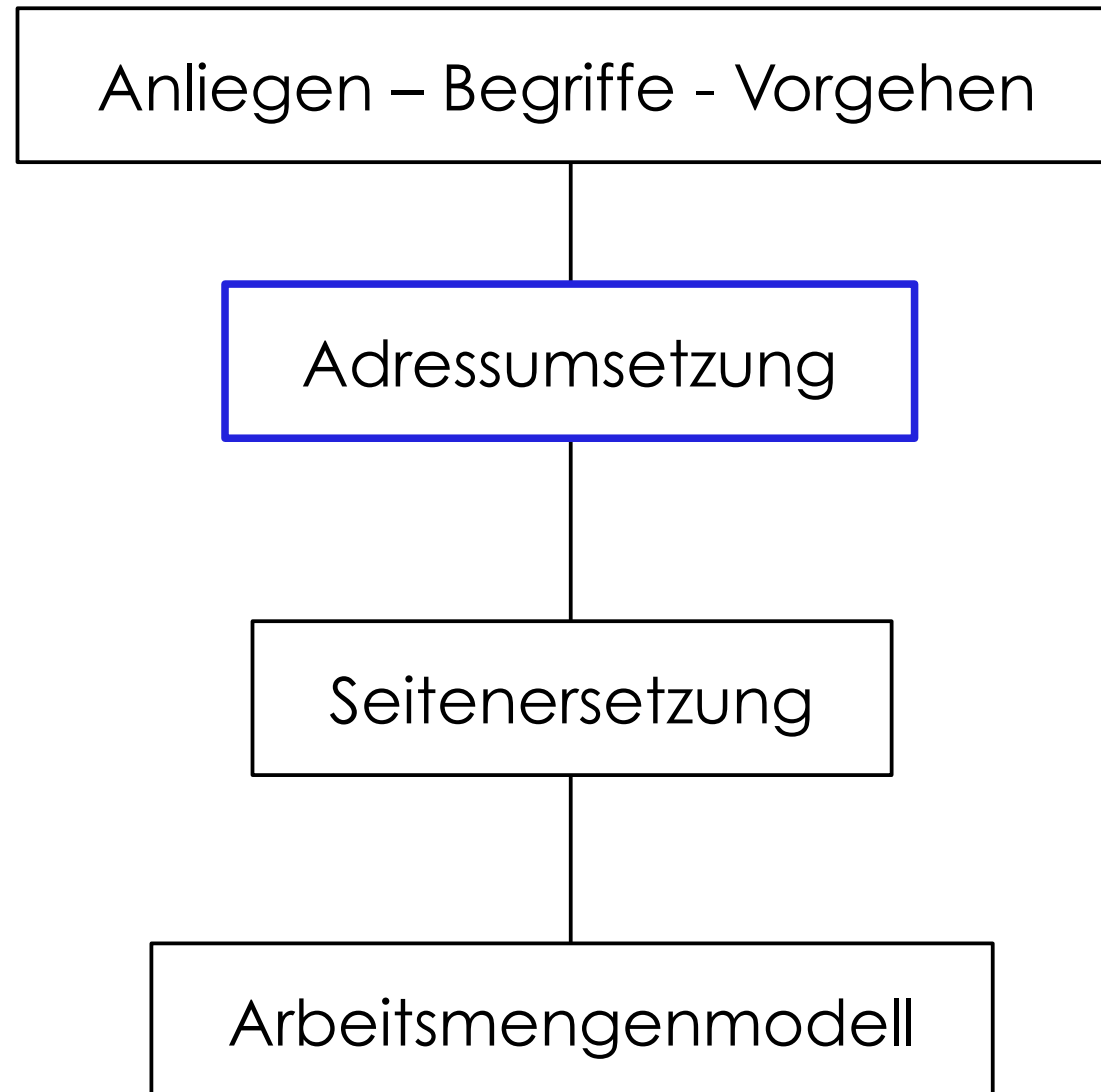 Anliegen – Begriffe - Vorgehen
Adressumsetzung
Seitenersetzung
Arbeitsmengenmodell